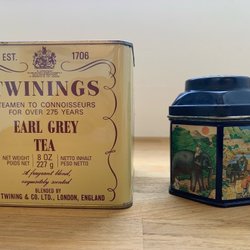 EST. 1706
TWININGS
TEAMEN TO CONNOISSEURS
FOR OVER 275 YEARS
EARL GREY
TEA
NET WEIGHT 8 OZ NETTO INHALT
POIDS NET 227 g PESO NETTO
A fragrant blend,
exquisitely scented
BLENDED BY
TWINING & CO. LTD., LONDON, ENGLAND